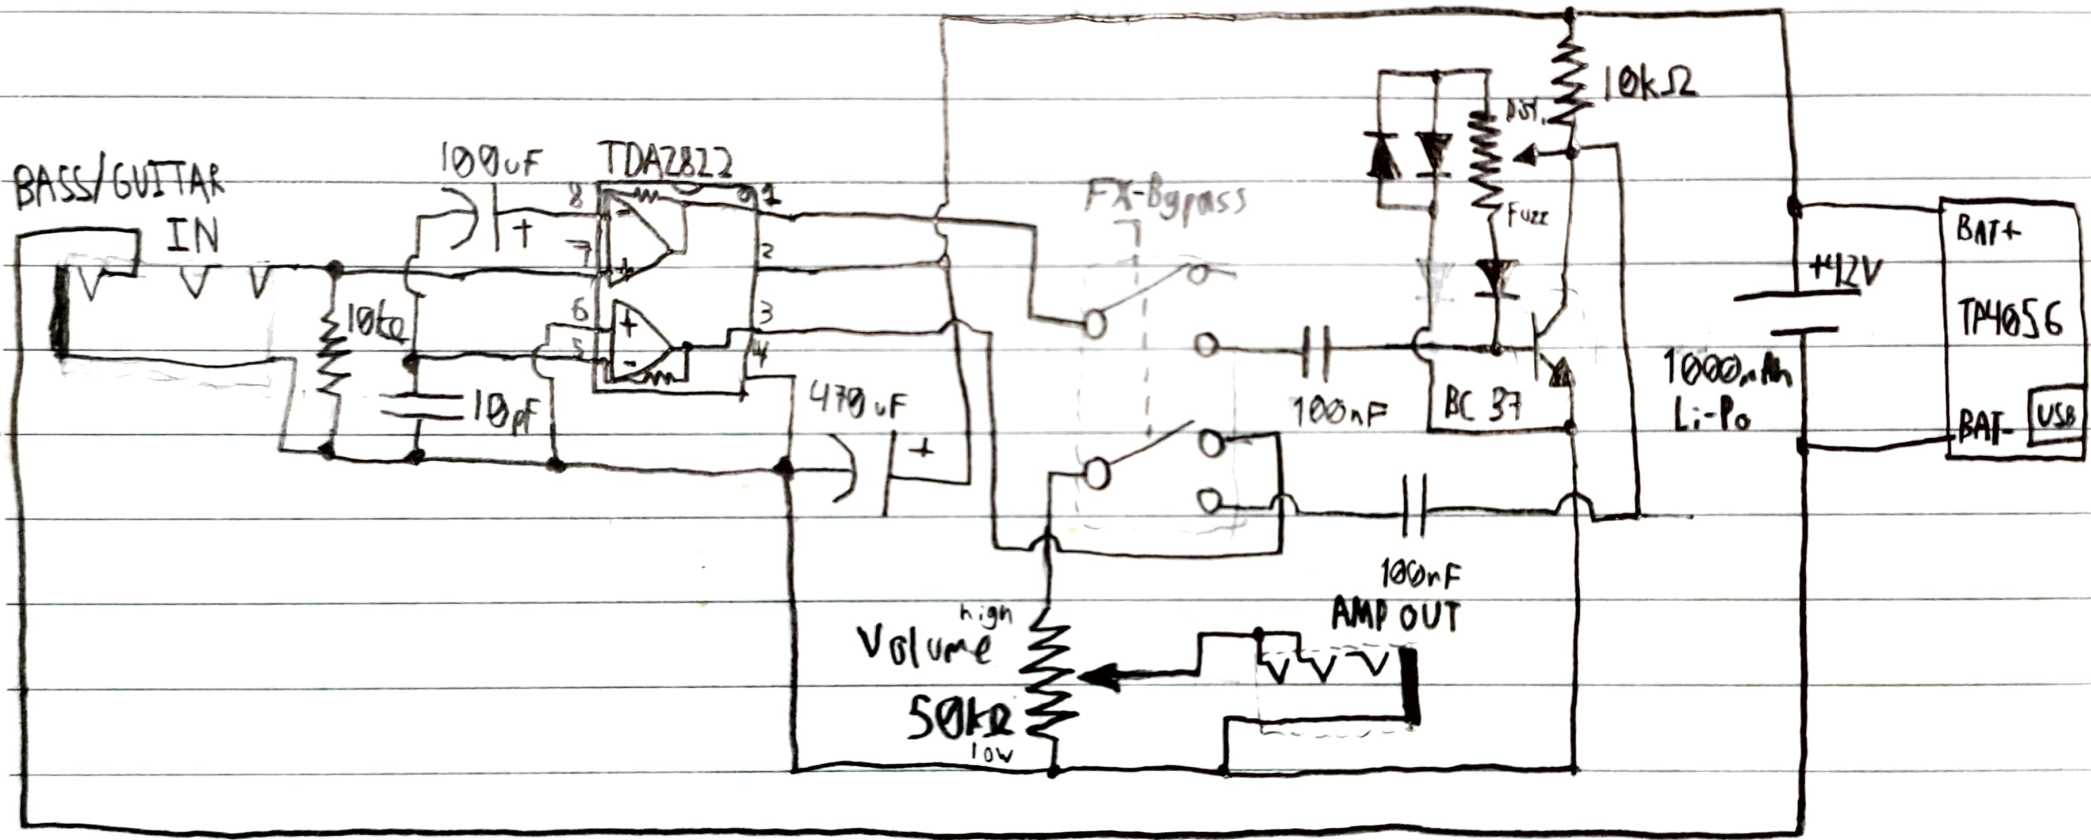 BASS/GUITAR
IN
100uF
TDA2822
8
1
7
2
6
3
5
4
10kΩ
10pF
470uF
FX-Bypass
Dist.
10kΩ
Fuzz
100nF
BC 37
100nF
BAT+
+42V
TP4056
1000mAh
Li-Po
BAT-
USB
high
Volume
50kΩ
low
AMP OUT